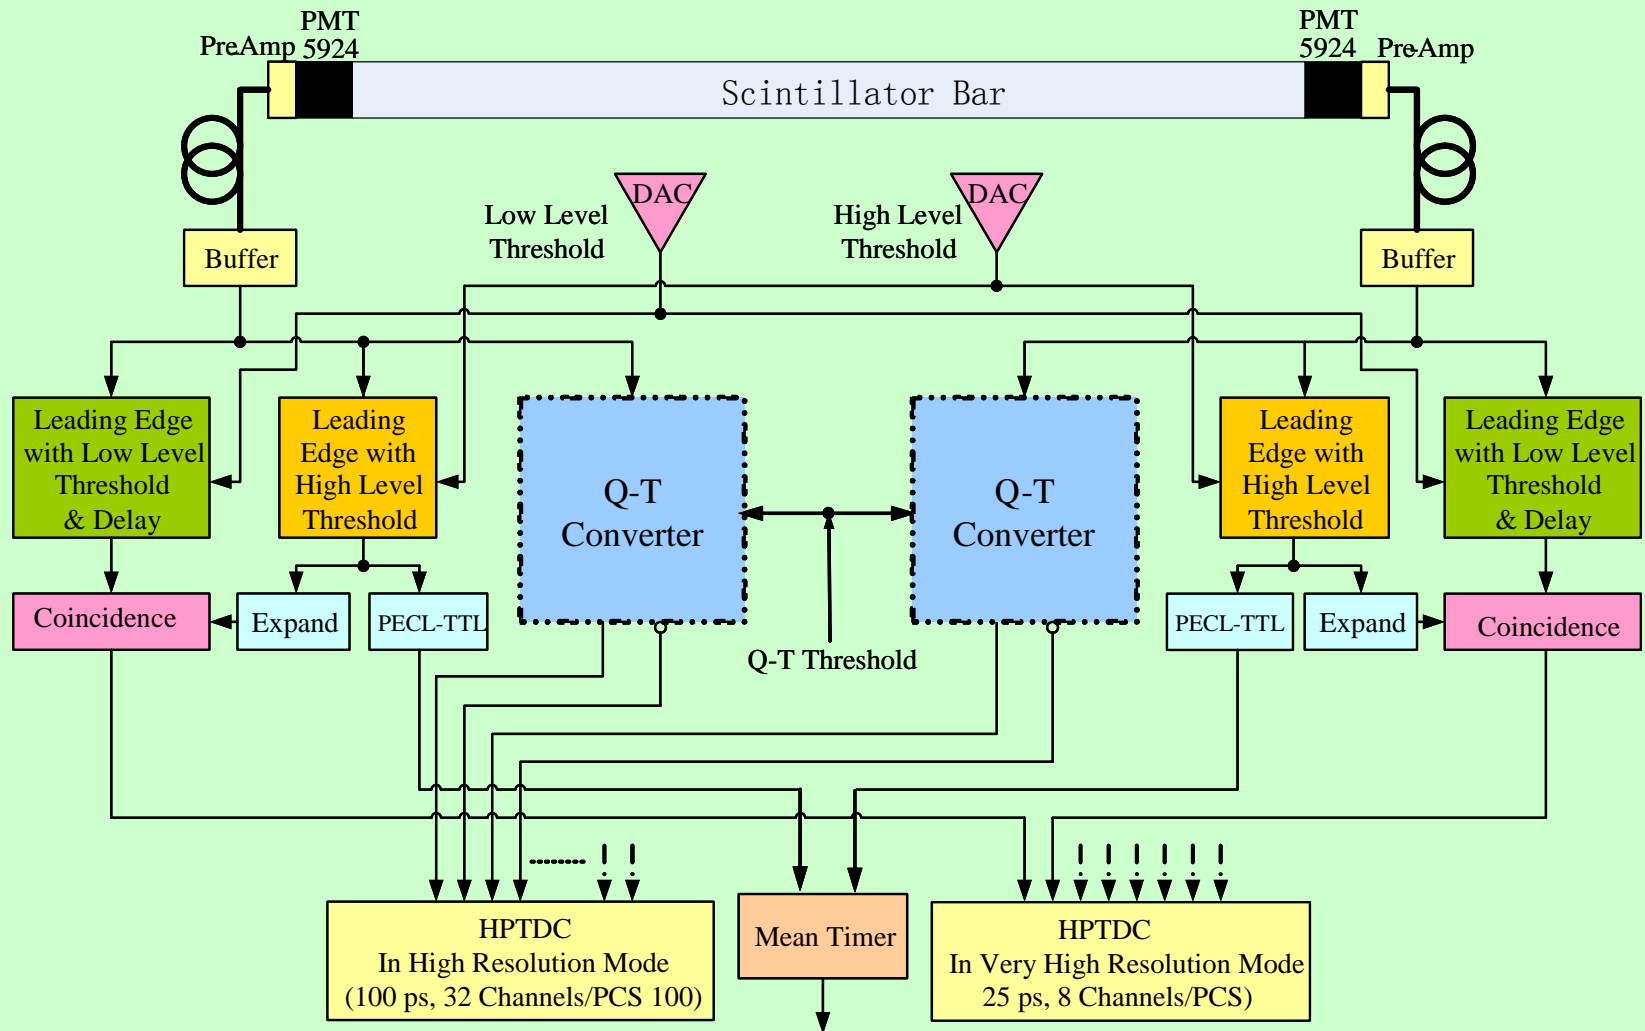 PMT
5924
PreAmp
Scintillator Bar
PMT
5924
Pre-Amp
DAC
Low Level
Threshold
DAC
High Level
Threshold
Buffer
Buffer
Leading Edge
with Low Level
Threshold
& Delay
Leading
Edge with
High Level
Threshold
Q-T
Converter
Q-T
Converter
Leading
Edge with
High Level
Threshold
Leading Edge
with Low Level
Threshold
& Delay
Coincidence
Expand
PECL-TTL
Q-T Threshold
PECL-TTL
Expand
Coincidence
HPTDC
In High Resolution Mode
(100 ps, 32 Channels/PCS 100)
Mean Timer
HPTDC
In Very High Resolution Mode
25 ps, 8 Channels/PCS)